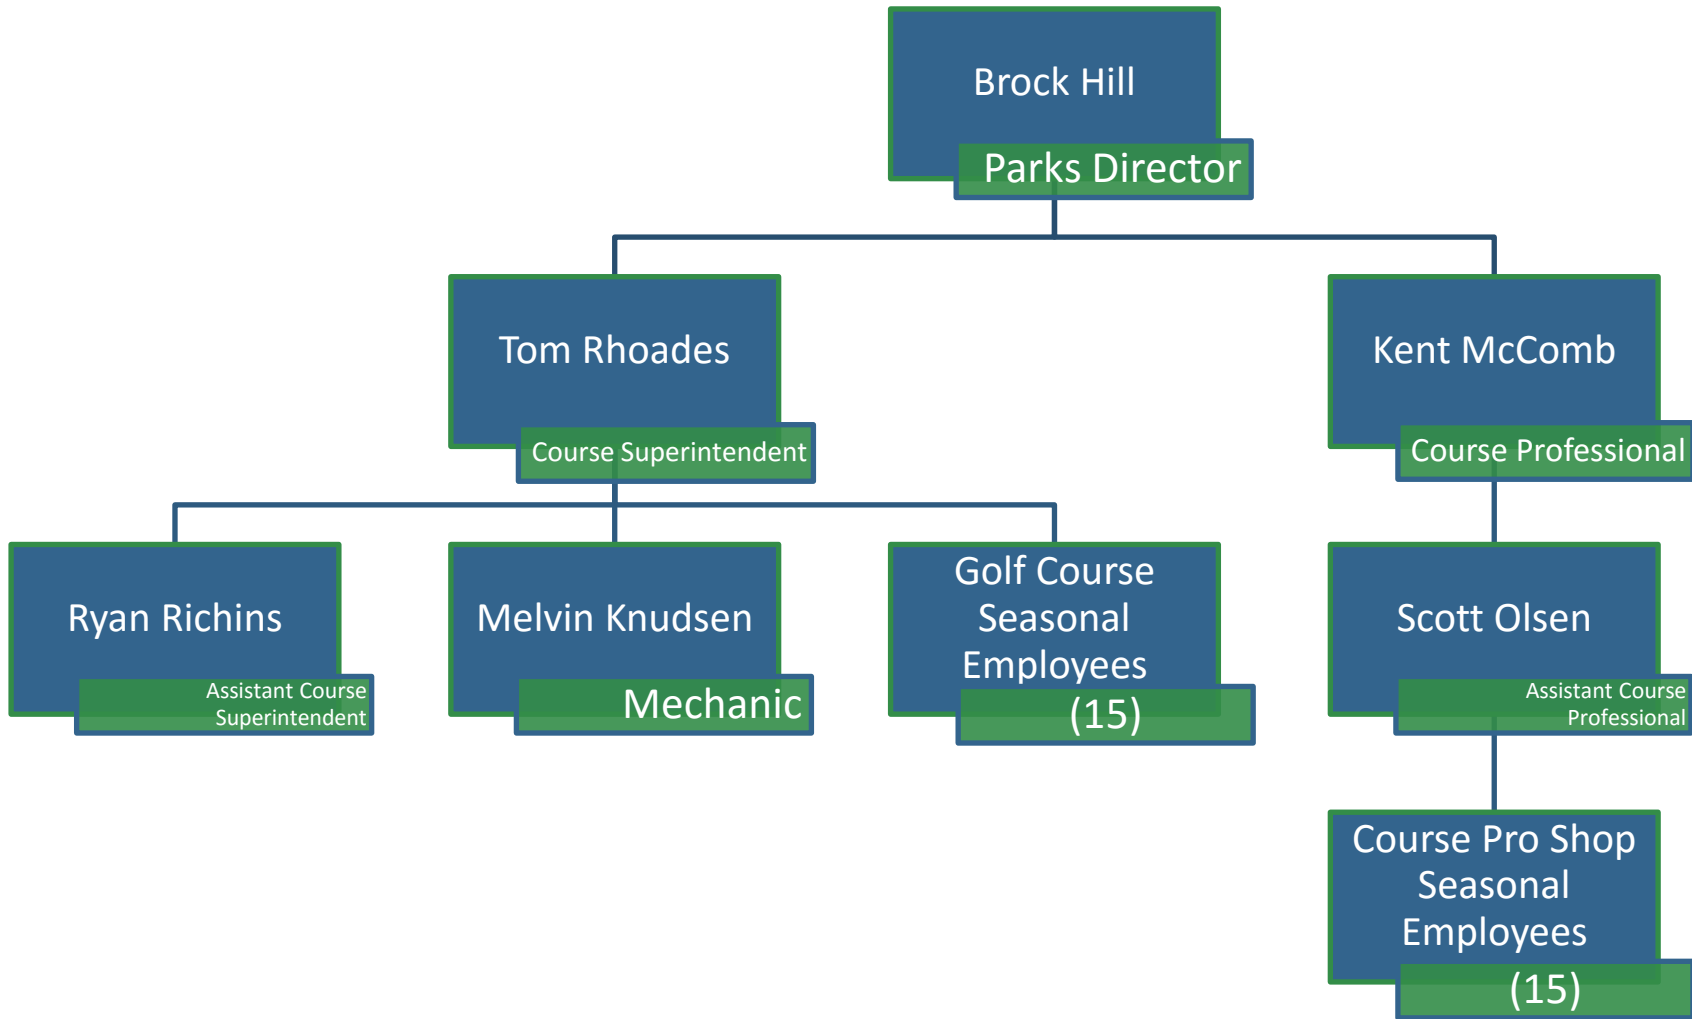 Brock Hill
Parks Director
Tom Rhoades
Course Superintendent
Kent McComb
Course Professional
Ryan Richins
Assistant Course
Superintendent
Melvin Knudsen
Mechanic
Golf Course
Seasonal
Employees
(15)
Scott Olsen
Assistant Course
Professional
Course Pro Shop
Seasonal
Employees
(15)